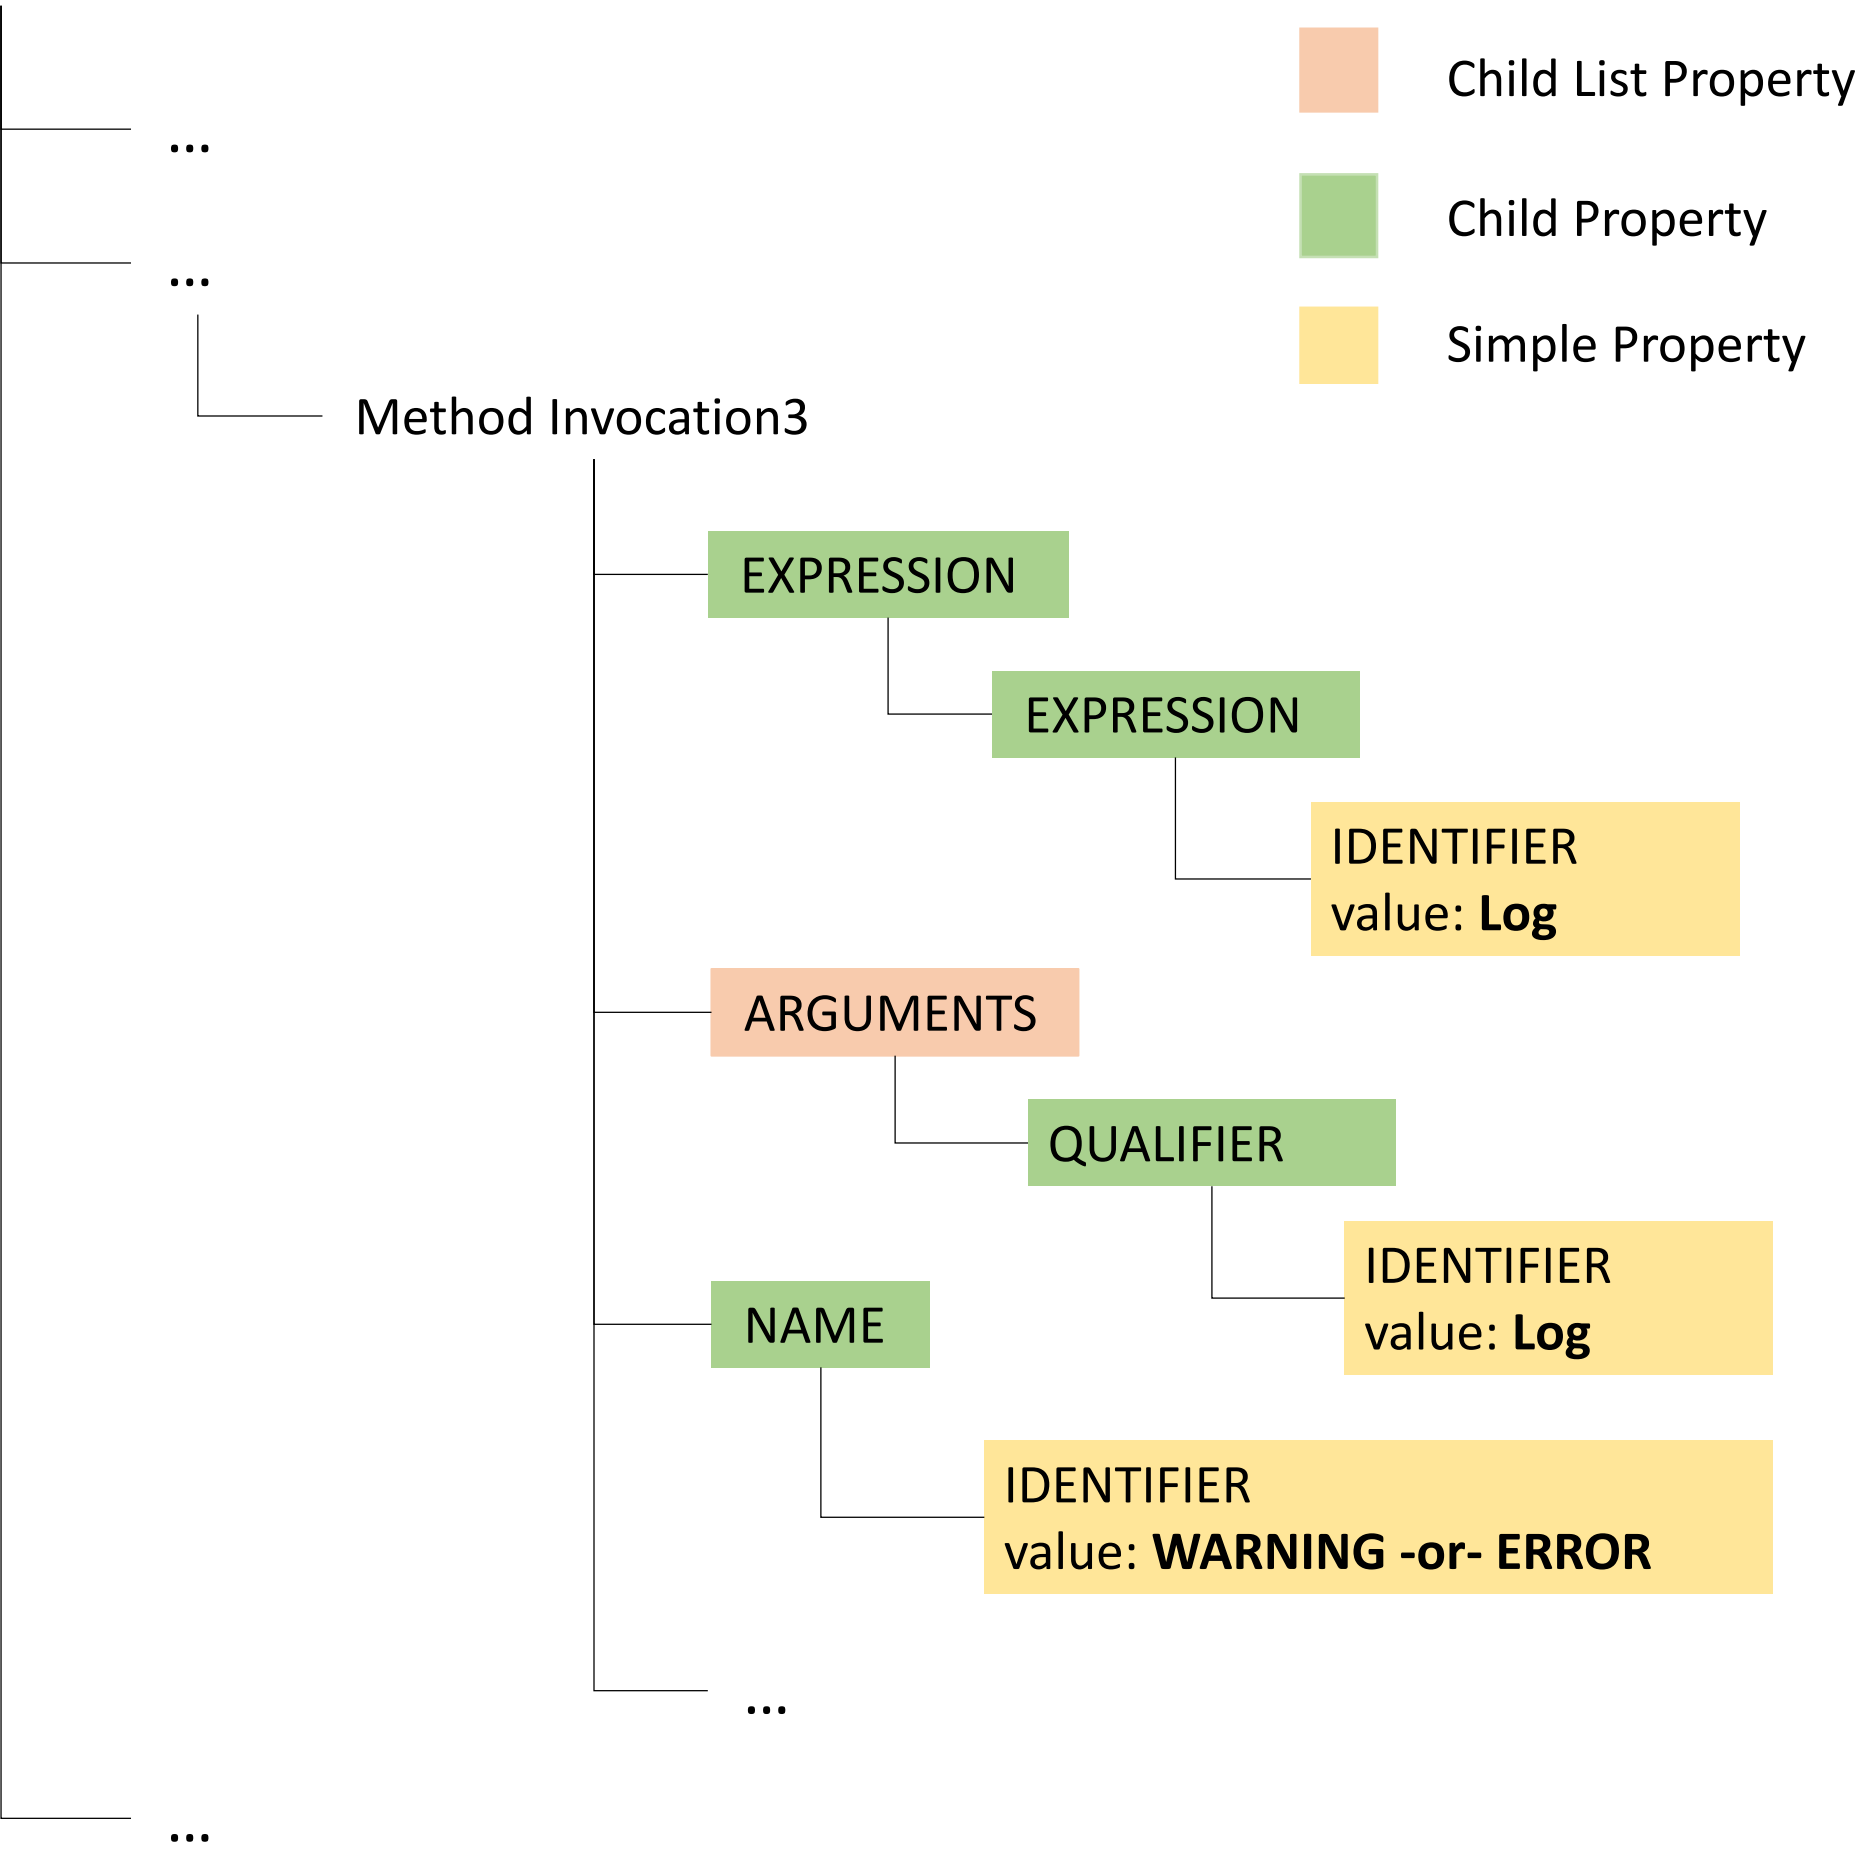 Child List Property
...
Child Property
...
Simple Property
Method Invocation3
EXPRESSION
EXPRESSION
IDENTIFIER
value: Log
ARGUMENTS
QUALIFIER
IDENTIFIER
value: Log
NAME
IDENTIFIER
value: WARNING -or- ERROR
...
...